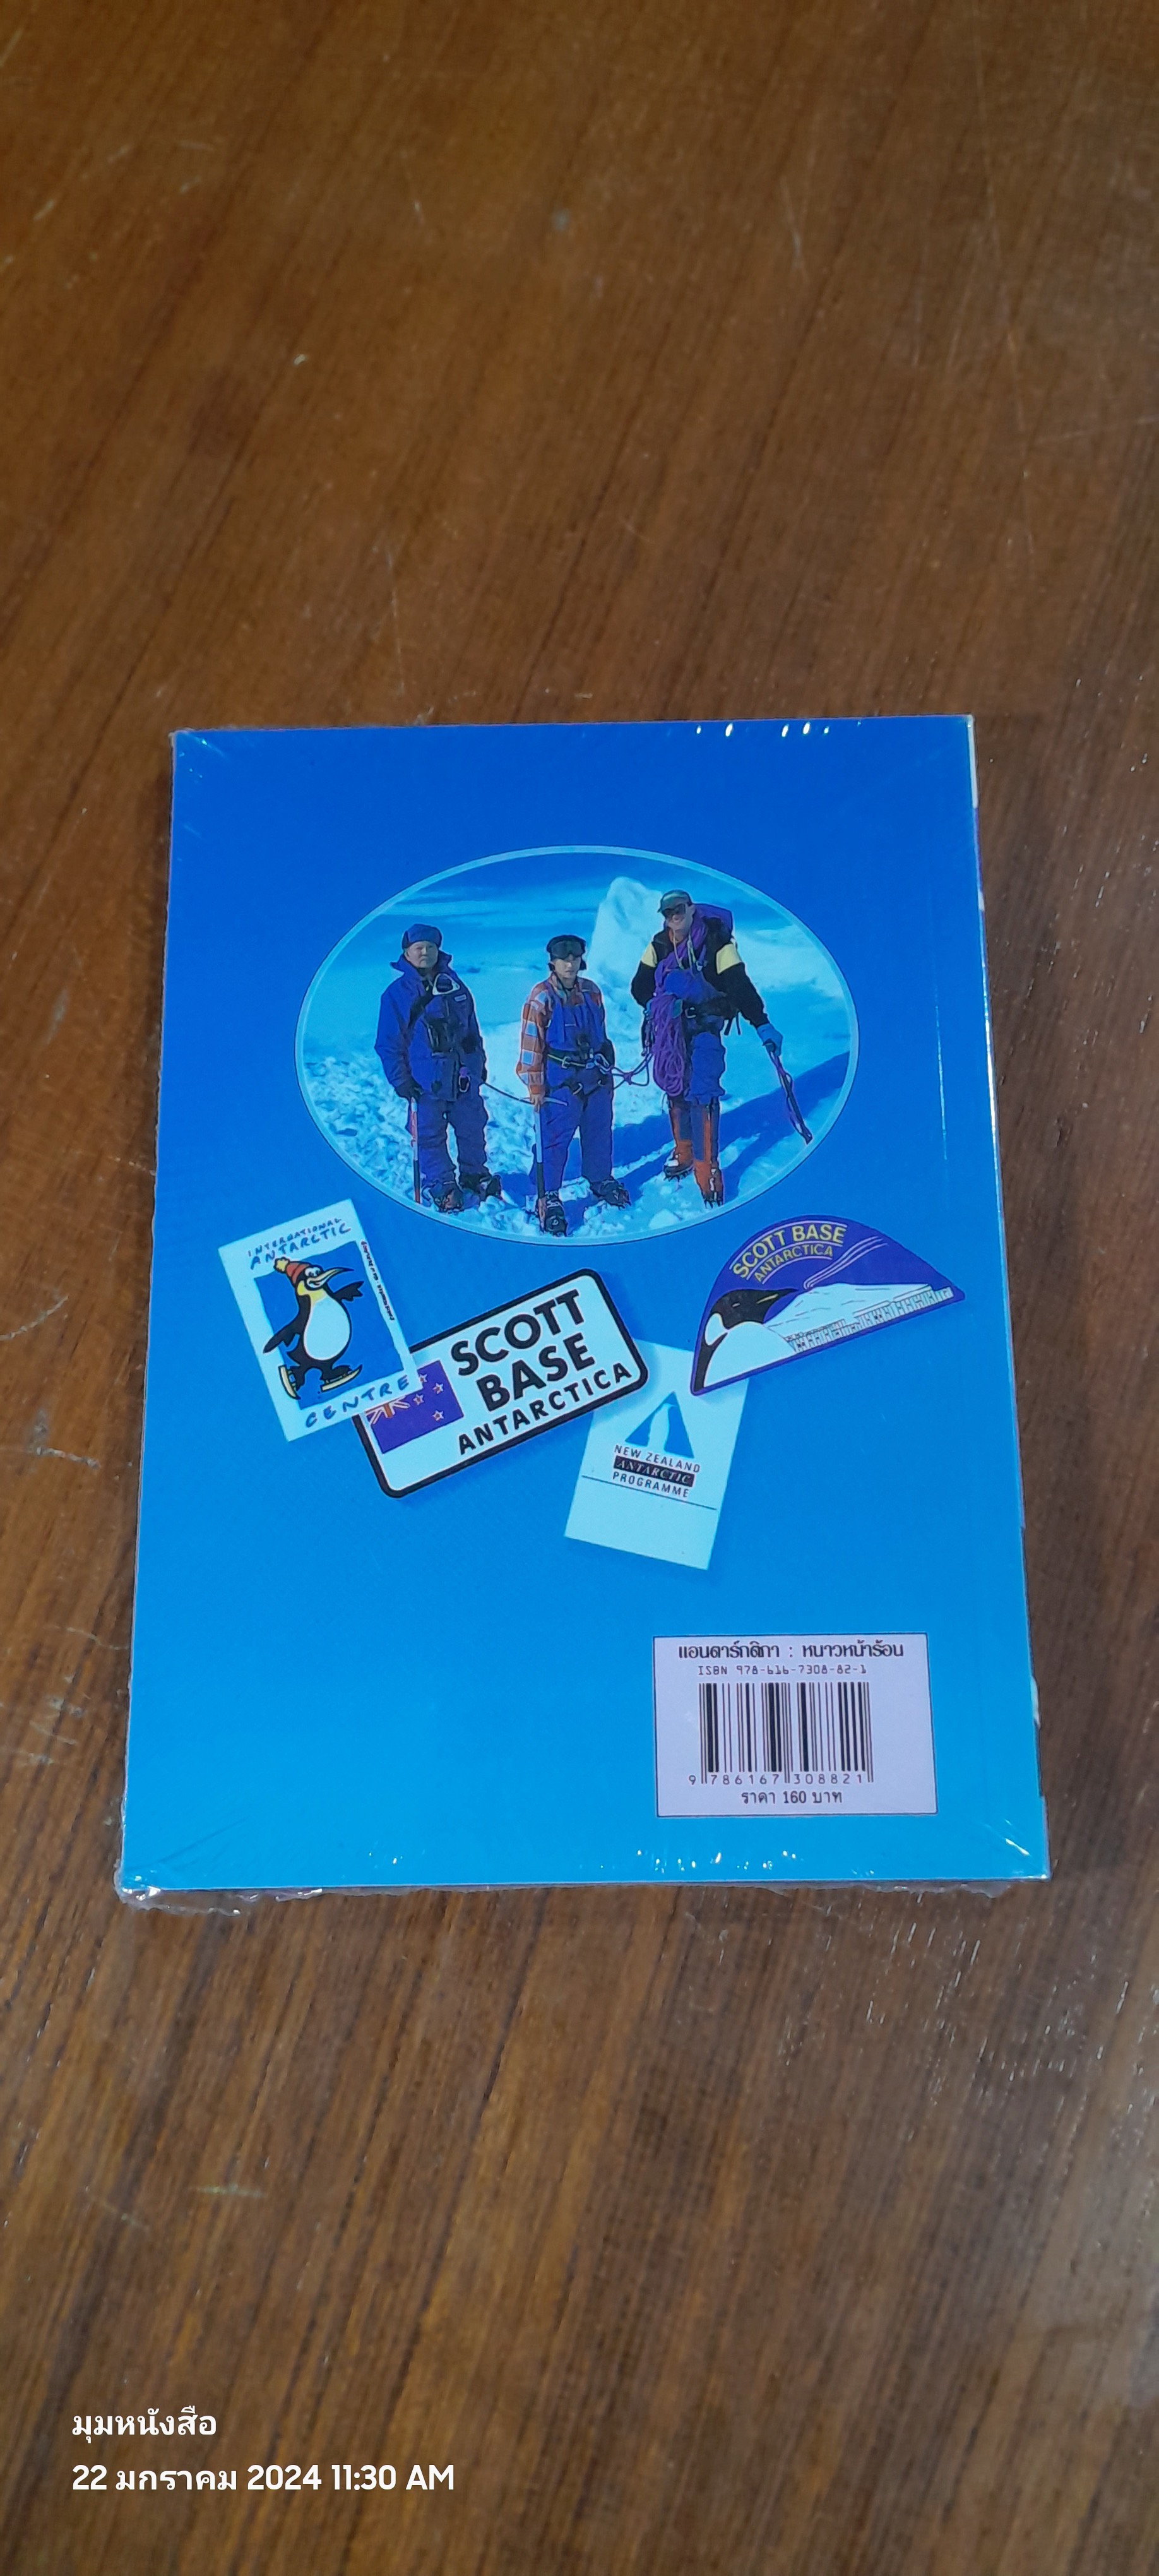 INTERNATIONAL
ANTARCTIC
CENTRE
SCOTT
BASE
ANTARCTICA
SCOTT BASE
ANTARCTICA
NEW ZEALAND
ANTARCTIC
PROGRAMME
แอนตาร์กติกา : หนาวหน้าร้อน
ISBN 978-616-7308-82-1
9 786167 308821
ราคา 160 บาท
มุมหนังสือ
22 มกราคม 2024 11:30 AM